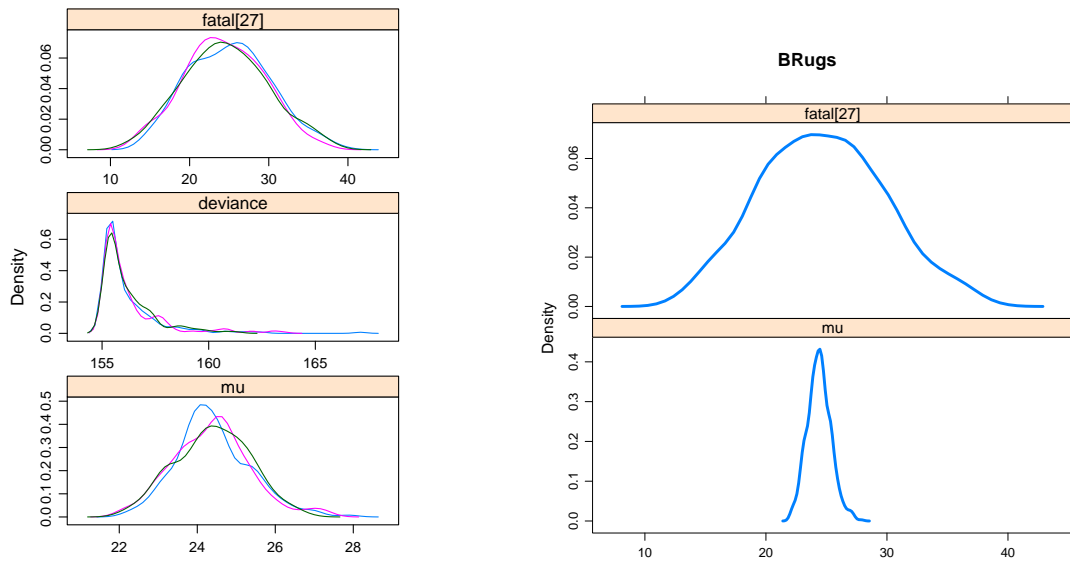 fatal[27]
0.00 0.02 0.04 0.06
10 20 30 40
deviance
0.0 0.2 0.4 0.6
155 160 165
mu
0.0 0.1 0.2 0.3 0.4 0.5
22 24 26 28
Density
BRugs
fatal[27]
0.00 0.02 0.04 0.06
mu
0.0 0.1 0.2 0.3 0.4
10 20 30 40
Density